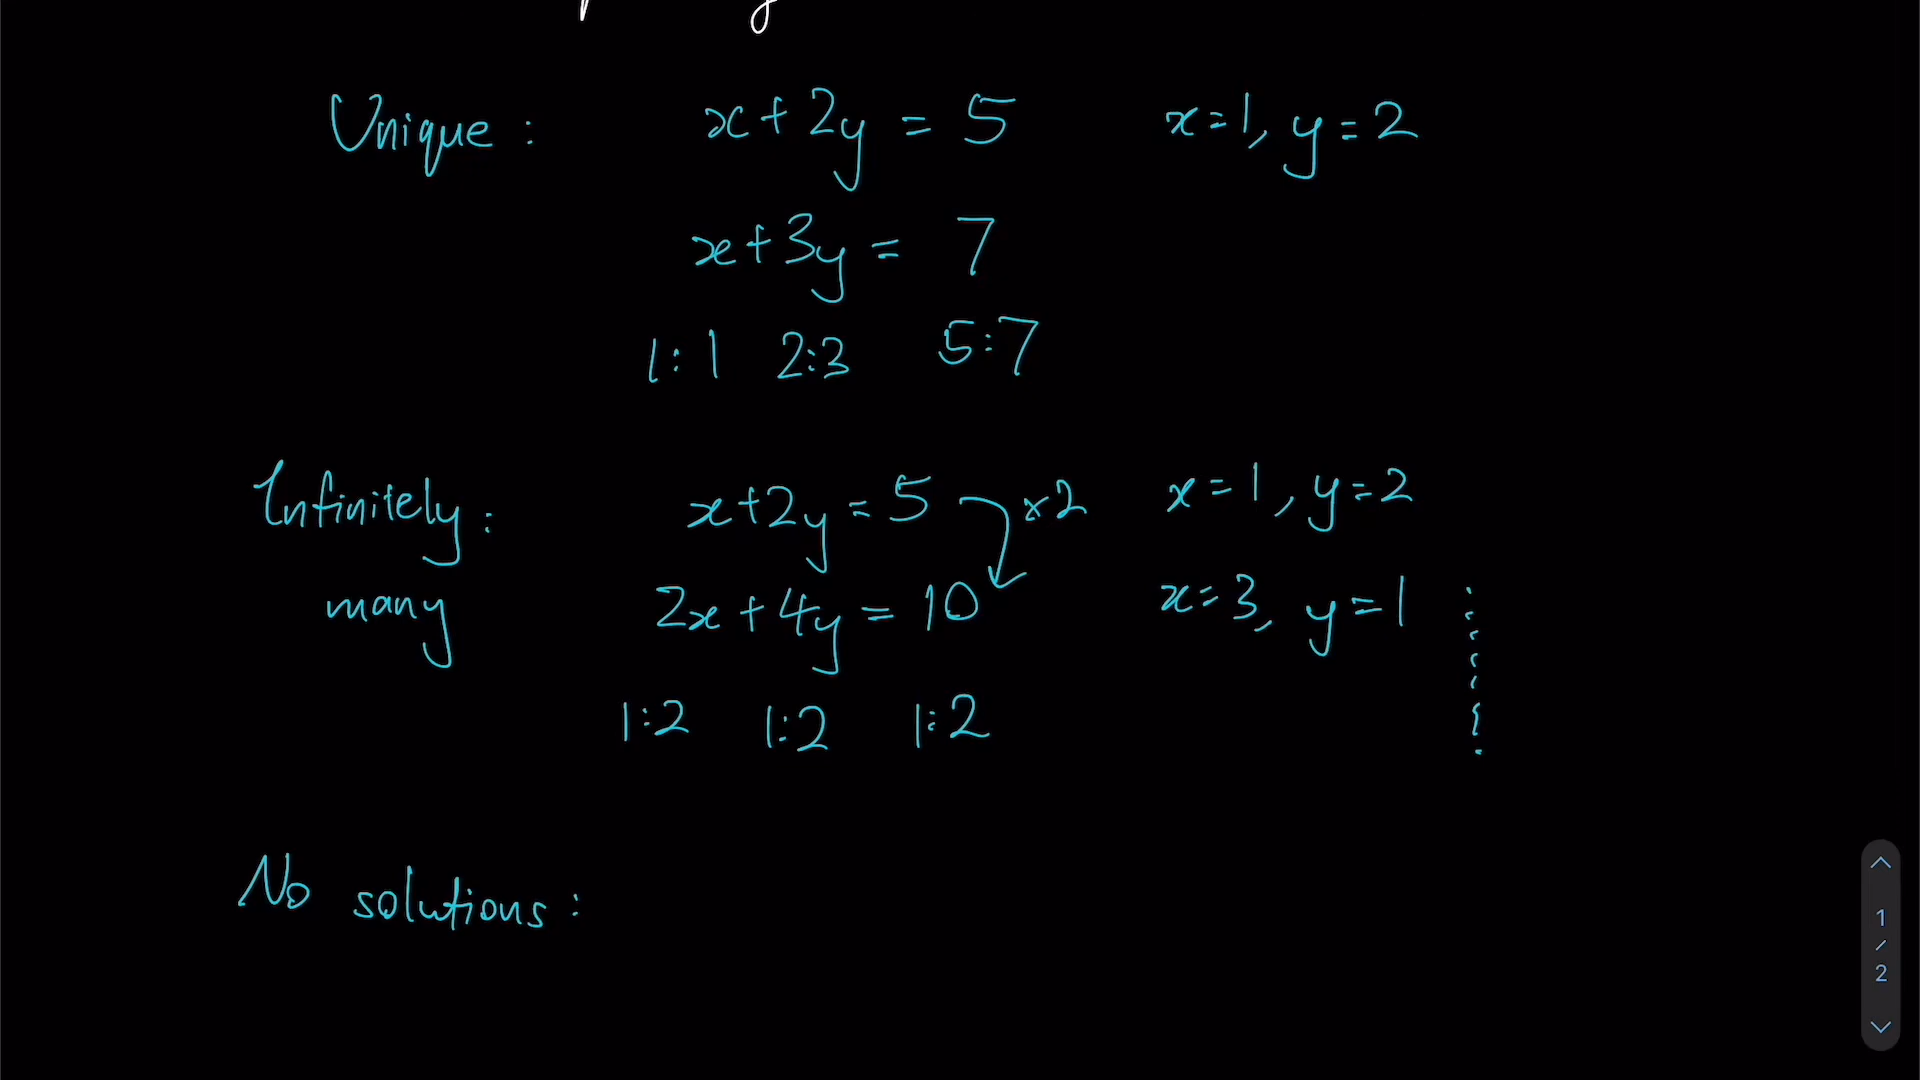 Unique : x + 2y = 5 x = 1, y = 2
x + 3y = 7
1 : 1 2 : 3 5 : 7
Infinitely : x + 2y = 5 × 2 x = 1, y = 2
many 2x + 4y = 10 x = 3, y = 1
1 : 2 1 : 2 1 : 2
No solutions :
1
/
2